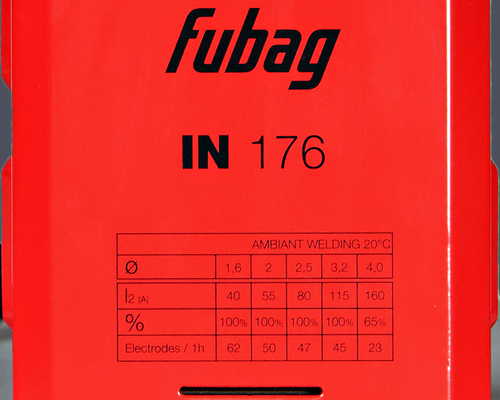 fubag
IN 176
AMBIANT WELDING 20°C
Ø 1,6 2 2,5 3,2 4,0
I2 (A) 40 55 80 115 160
% 100% 100% 100% 100% 65%
Electrodes / 1h 62 50 47 45 23